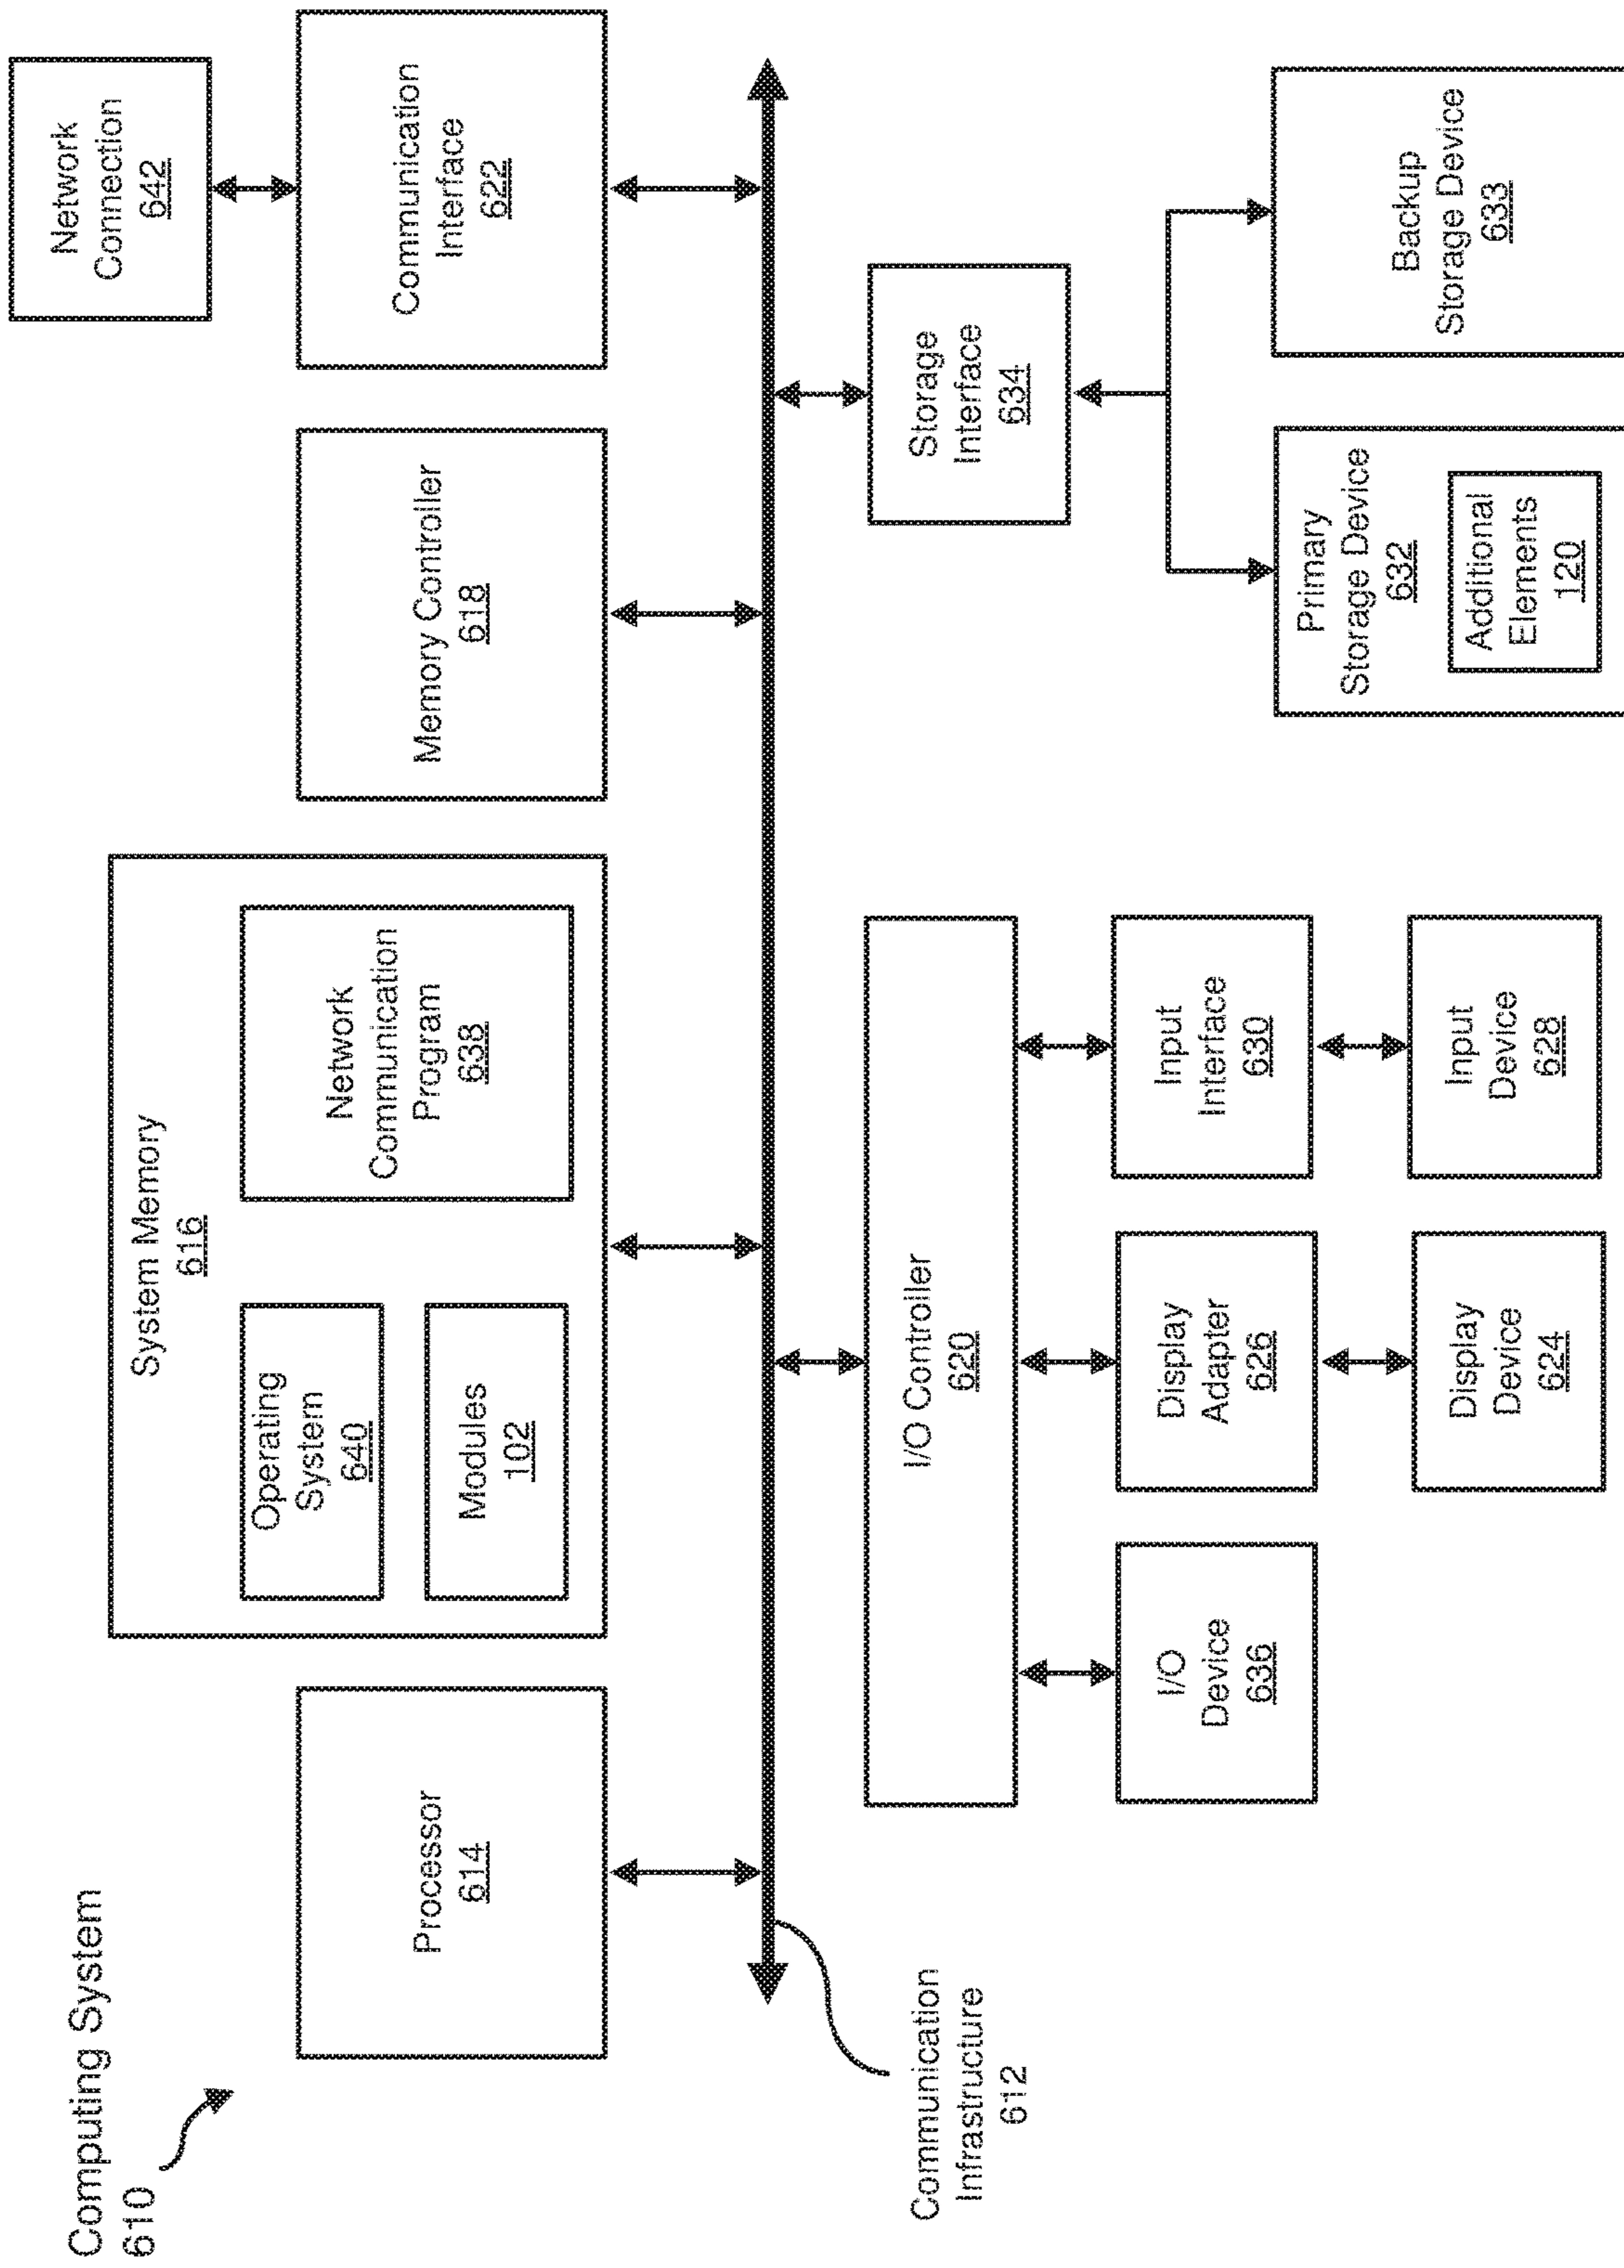 Computing System
610
Processor
614
System Memory
616
Operating
System
640
Modules
102
Network
Communication
Program
638
Memory Controller
618
Communication
Interface
622
Network
Connection
642
Communication
Infrastructure
612
I/O Controller
620
I/O
Device
636
Display
Adapter
626
Display
Device
624
Input
Interface
630
Input
Device
628
Storage
Interface
634
Primary
Storage Device
632
Additional
Elements
120
Backup
Storage Device
633